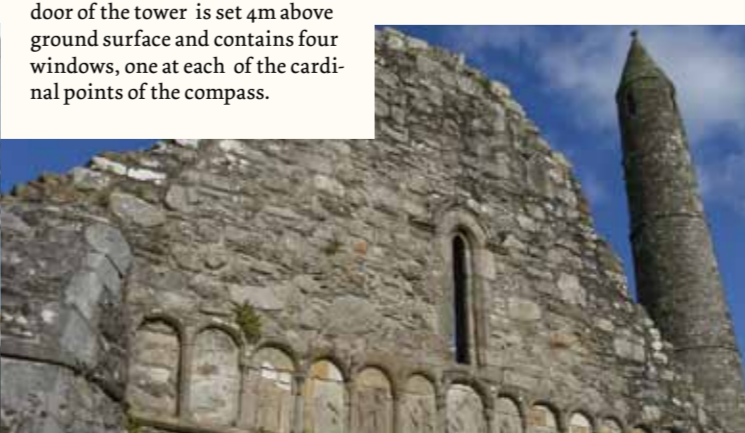 door of the tower is set 4m above
ground surface and contains four
windows, one at each of the cardi-
nal points of the compass.